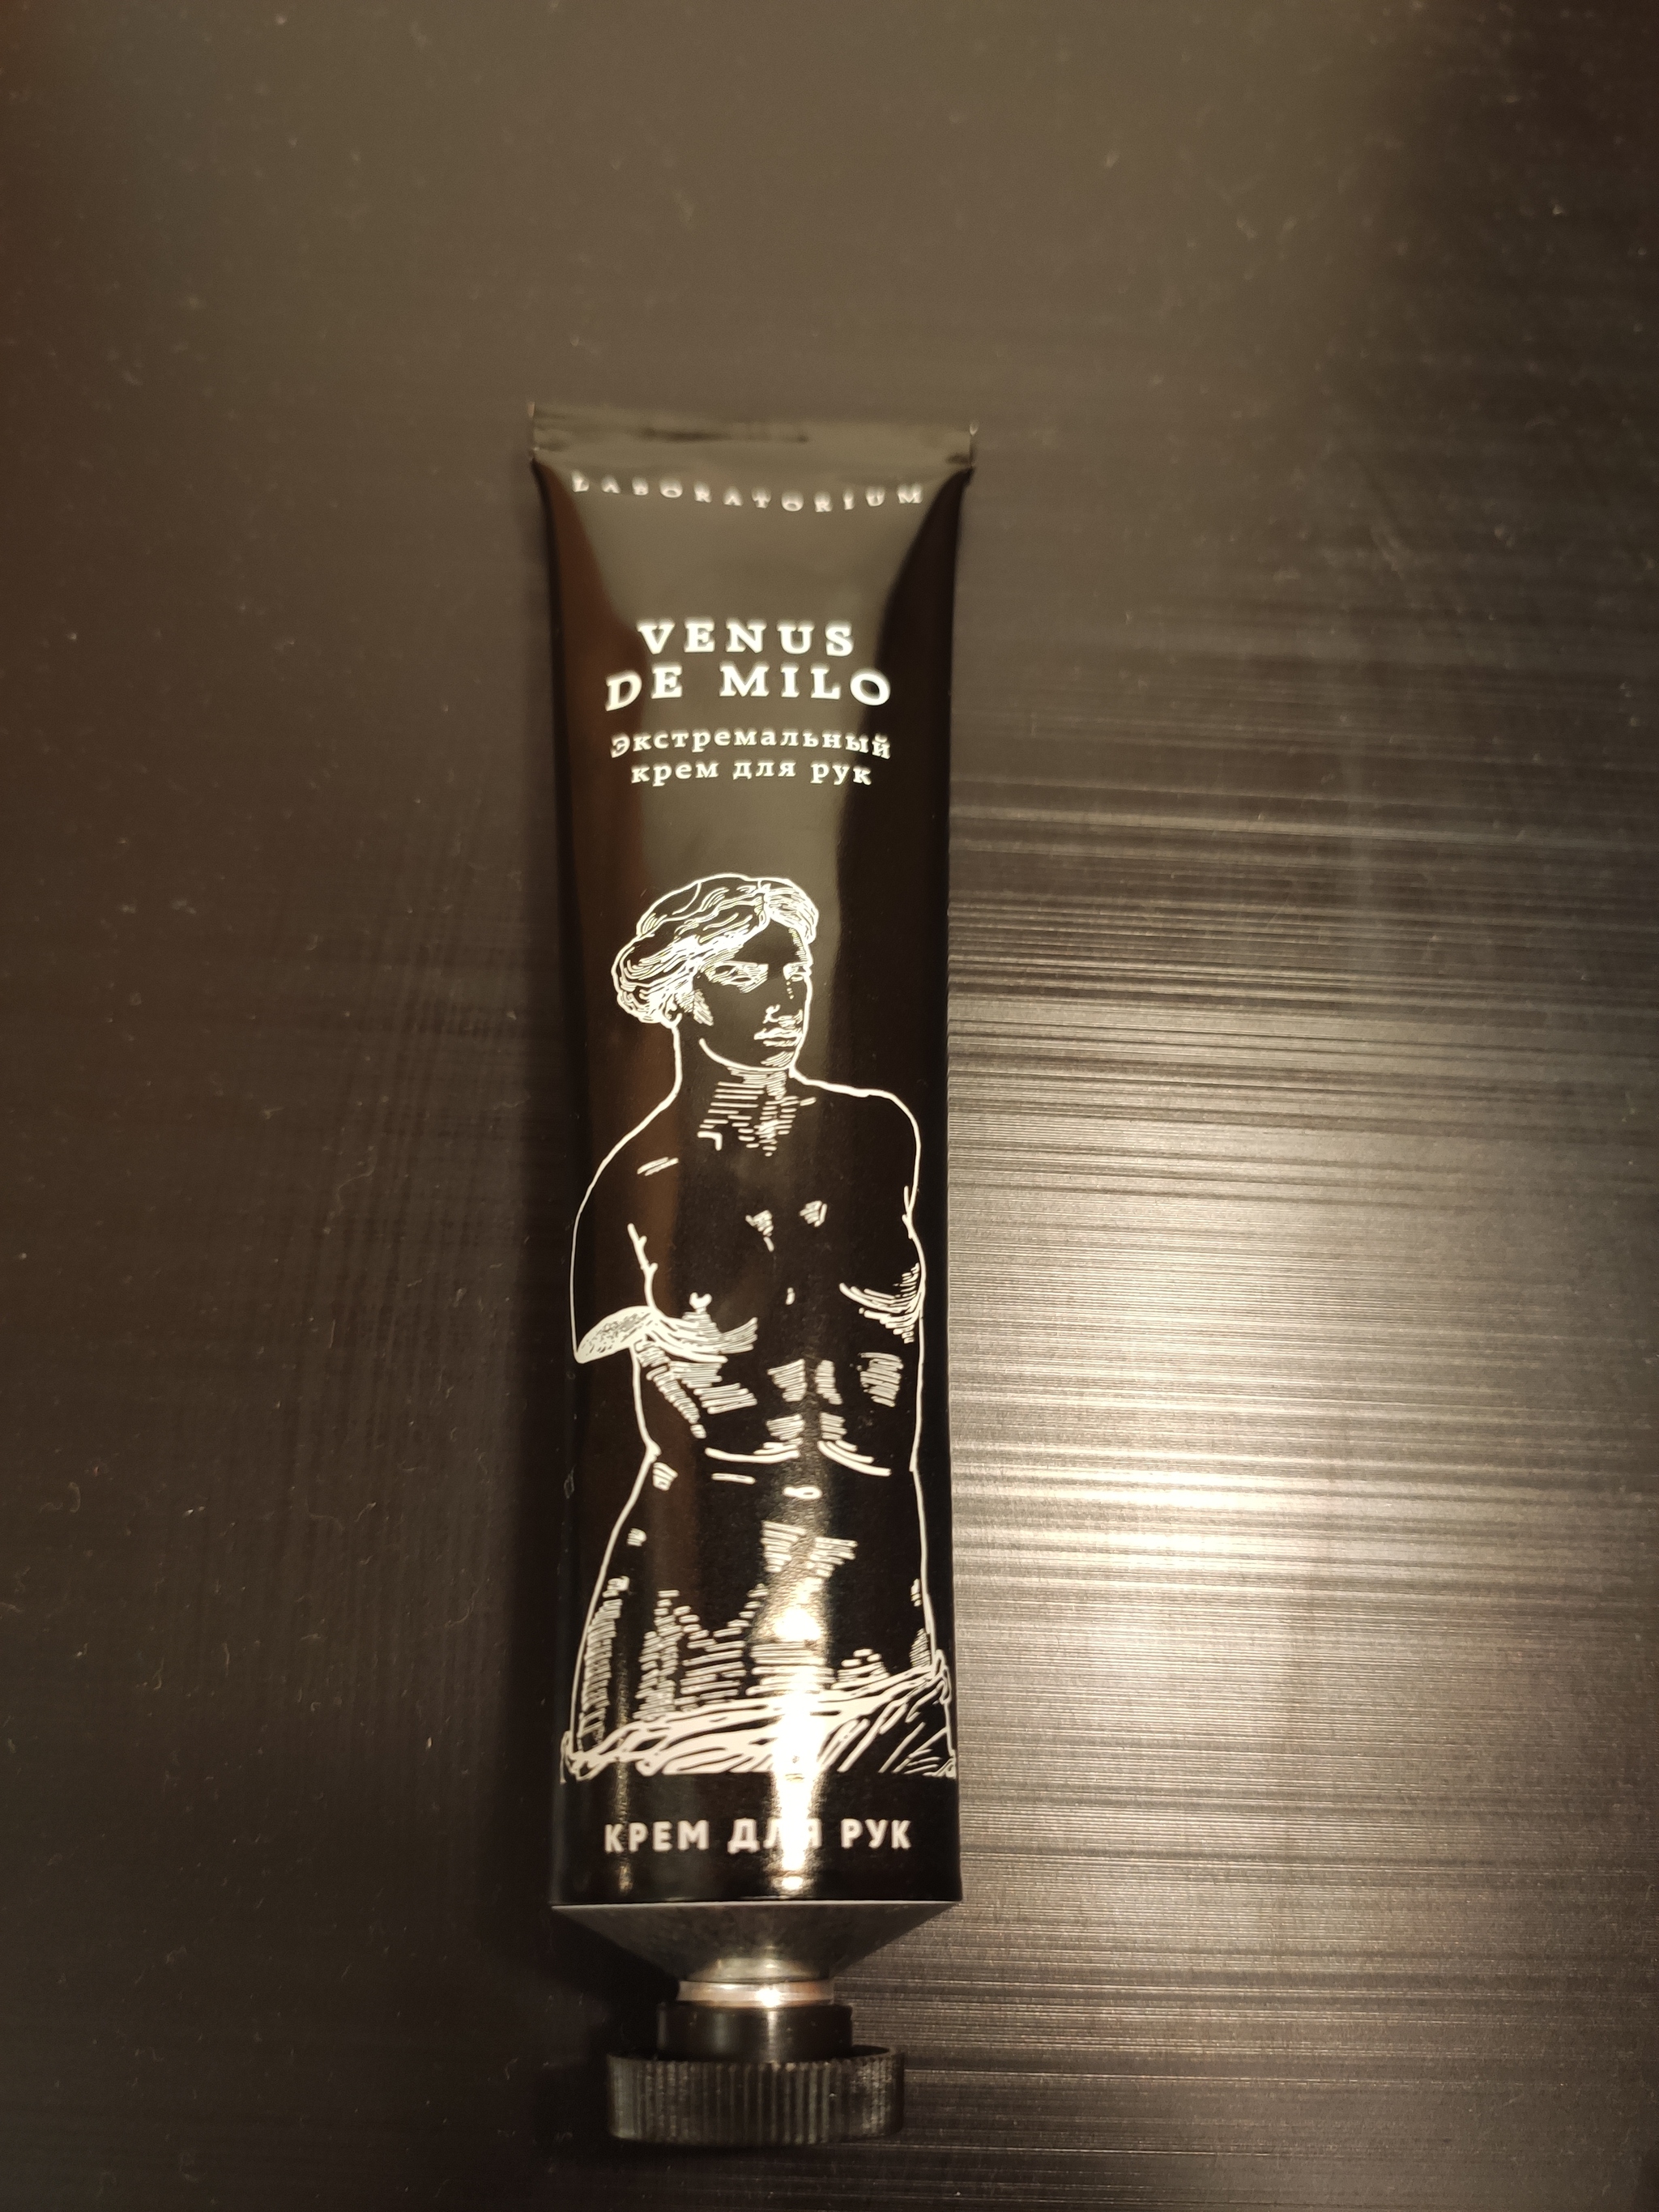 LABORATORIUM
VENUS
DE MILO
Экстремальный
крем для рук
КРЕМ ДЛЯ РУК